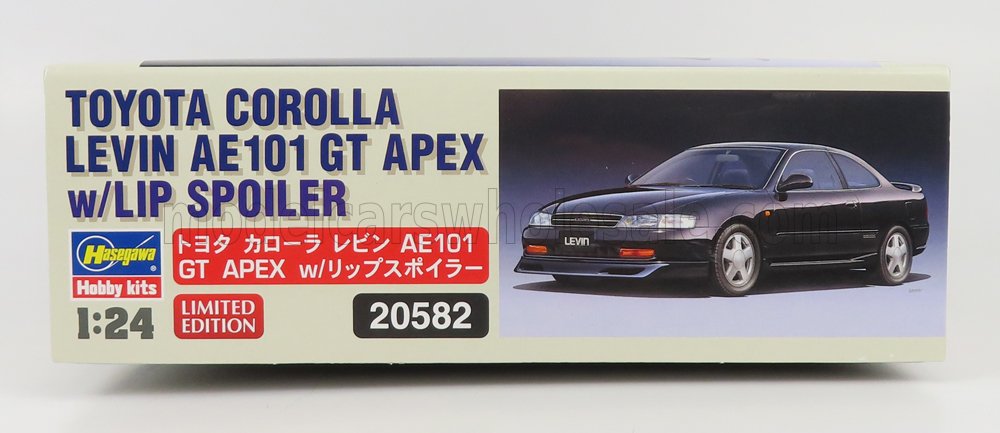 TOYOTA COROLLA
LEVIN AE101 GT APEX
w/LIP SPOILER
modelcarswholesale.com
Hasegawa
Hobby kits
トヨタ カローラ レビン AE101
GT APEX w/リップスポイラー
1:24
LIMITED
EDITION
20582
LEVIN